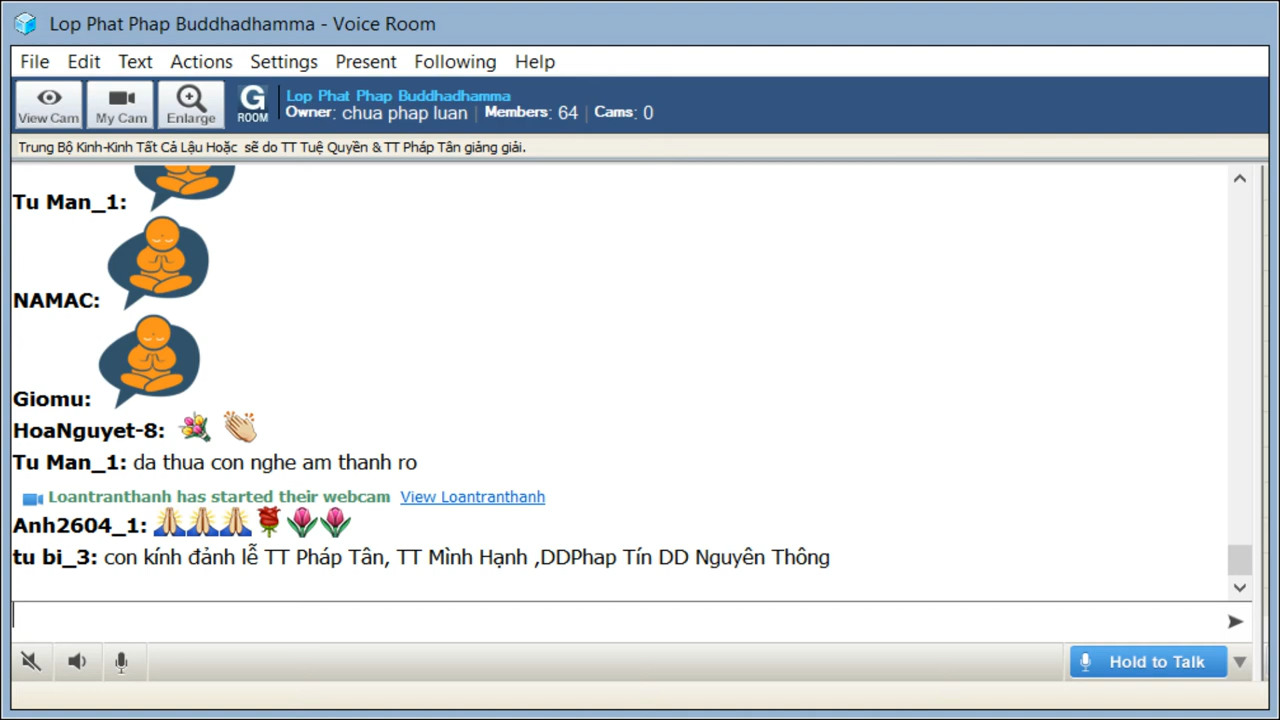 Lop Phat Phap Buddhadhamma - Voice Room
File Edit Text Actions Settings Present Following Help
View Cam My Cam Enlarge G ROOM Lop Phat Phap Buddhadhamma
Owner: chua phap luan | Members: 64 | Cams: 0
Trung Bộ Kinh-Kinh Tất Cả Lậu Hoặc sẽ do TT Tuệ Quyền & TT Pháp Tân giảng giải.
Tu Man_1:
NAMAC:
Giomu:
HoaNguyet-8:
Tu Man_1: da thua con nghe am thanh ro
Loantranthanh has started their webcam View Loantranthanh
Anh2604_1:
tu bi_3: con kính đảnh lễ TT Pháp Tân, TT Mình Hạnh ,DDPhap Tín DD Nguyên Thông
Hold to Talk